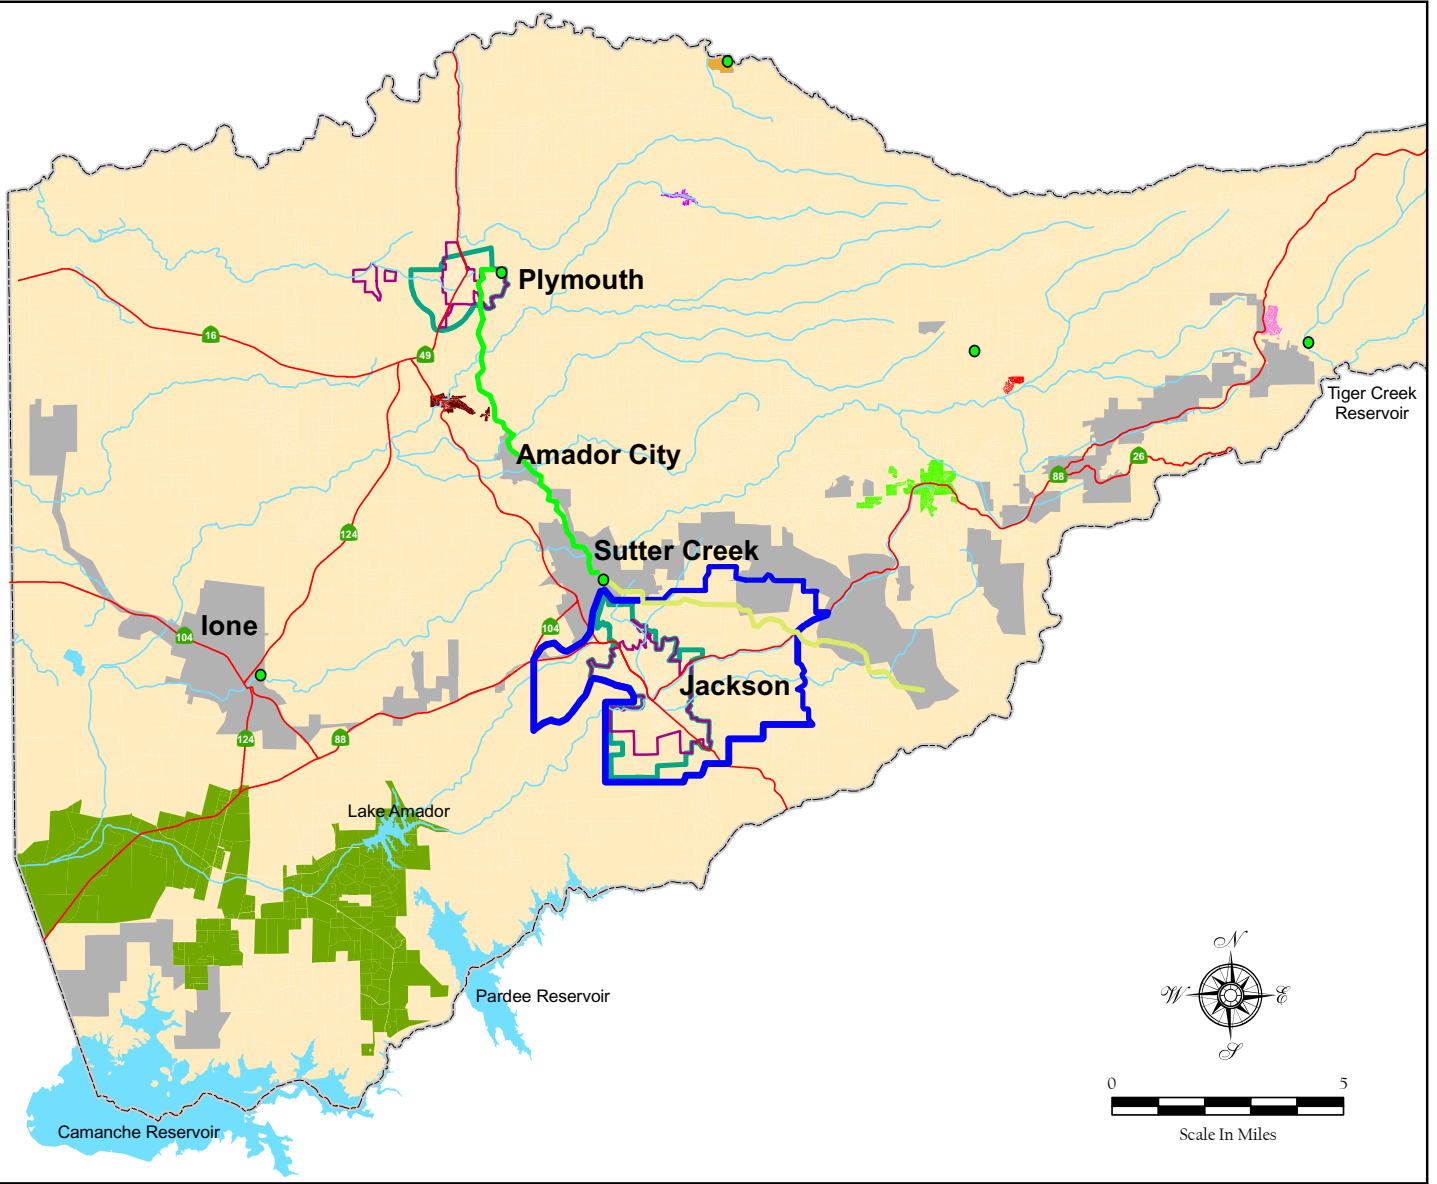 Plymouth
16
49
Tiger Creek
Reservoir
Amador City
26
88
124
Sutter Creek
Ione
104
104
Jackson
124
88
Lake Amador
N
W
E
S
Pardee Reservoir
0
5
Scale In Miles
Camanche Reservoir